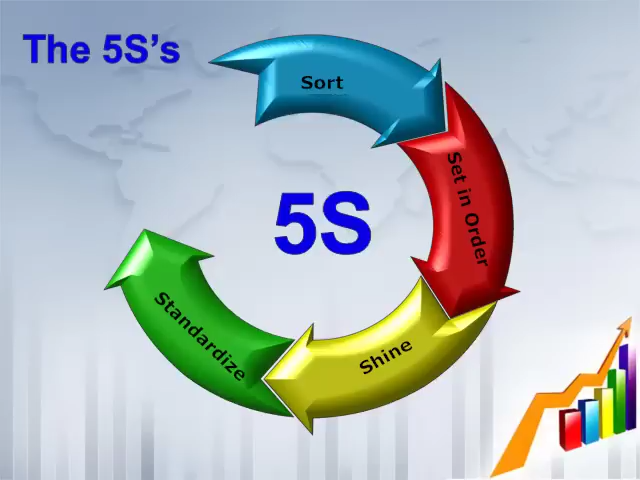 The 5S's
Sort
Set in Order
5S
Shine
Standardize